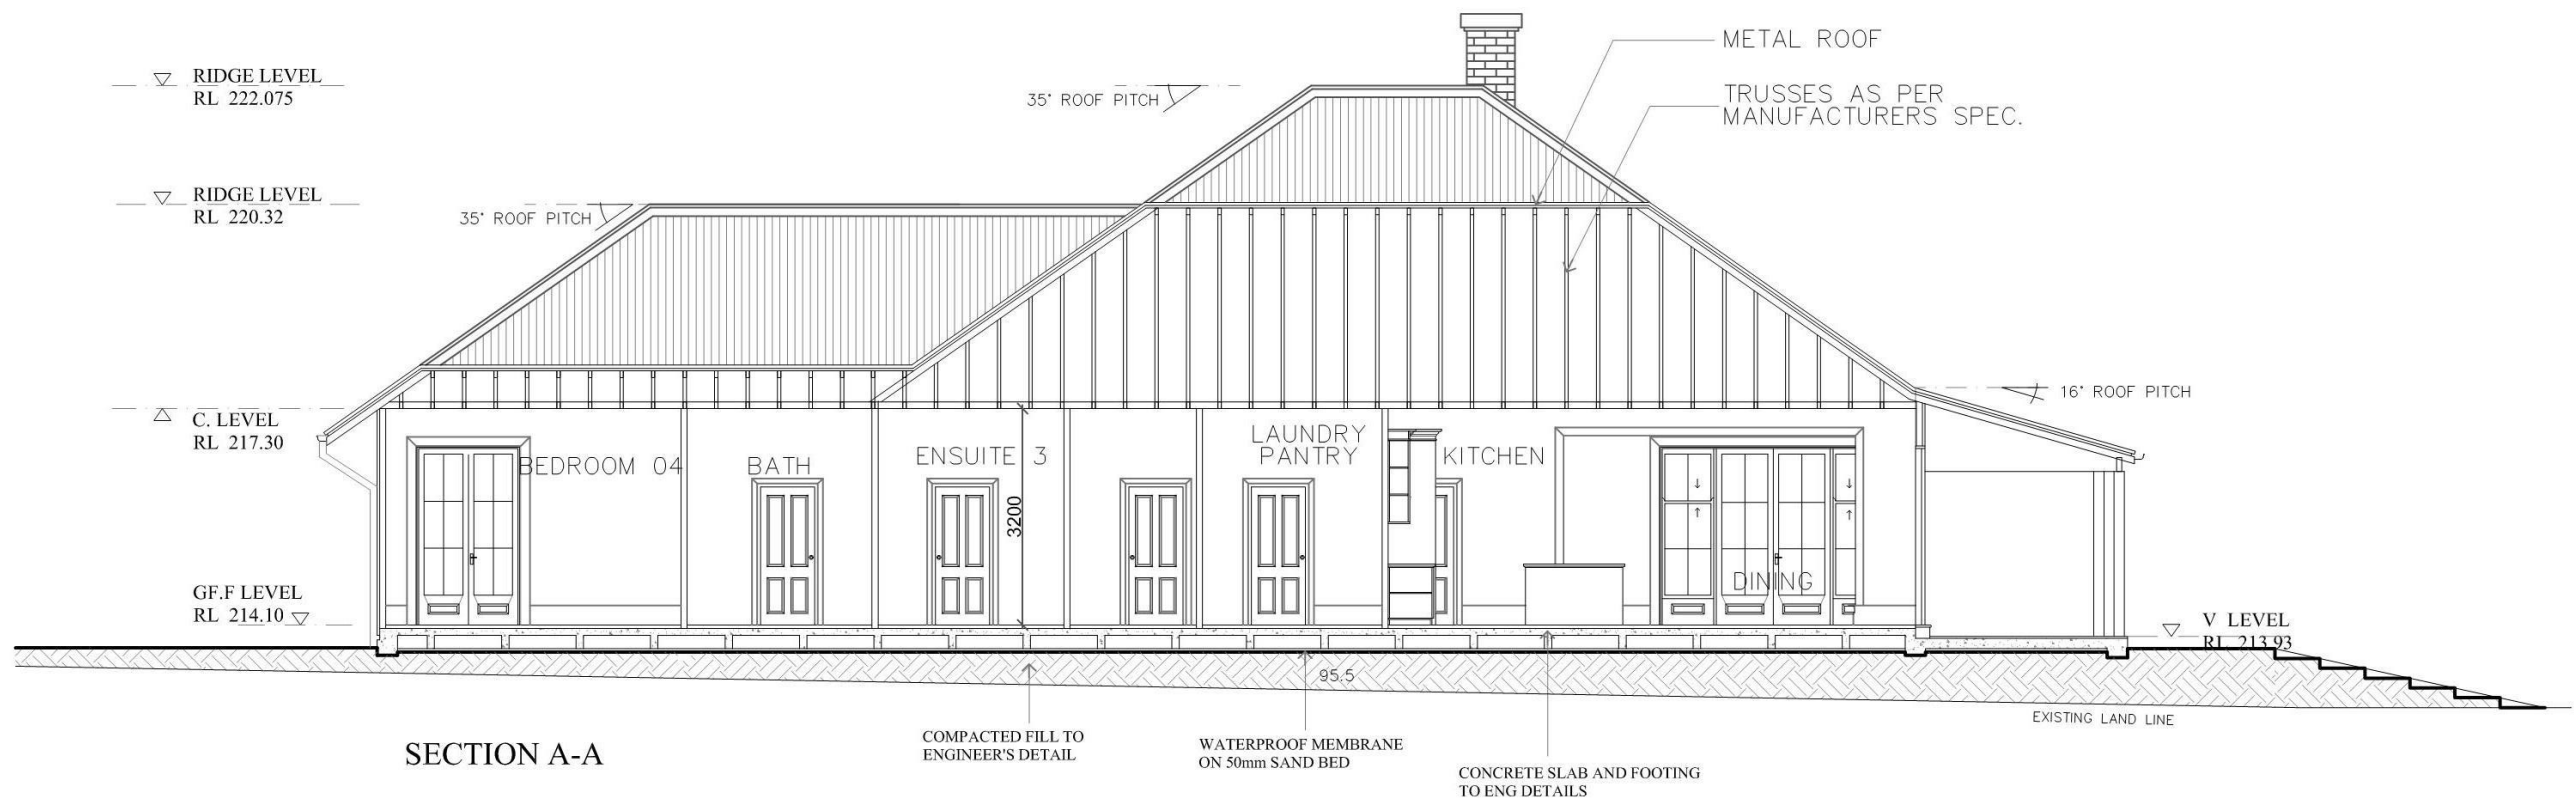 METAL ROOF
RIDGE LEVEL
RL 222.075
35° ROOF PITCH
TRUSSES AS PER
MANUFACTURERS SPEC.
RIDGE LEVEL
RL 220.32
35° ROOF PITCH
16° ROOF PITCH
C. LEVEL
RL 217.30
BEDROOM 04
BATH
ENSUITE 3
LAUNDRY
PANTRY
KITCHEN
3200
DINING
GF.F LEVEL
RL 214.10
V LEVEL
RL 213.93
95.5
EXISTING LAND LINE
SECTION A-A
COMPACTED FILL TO
ENGINEER'S DETAIL
WATERPROOF MEMBRANE
ON 50mm SAND BED
CONCRETE SLAB AND FOOTING
TO ENG DETAILS